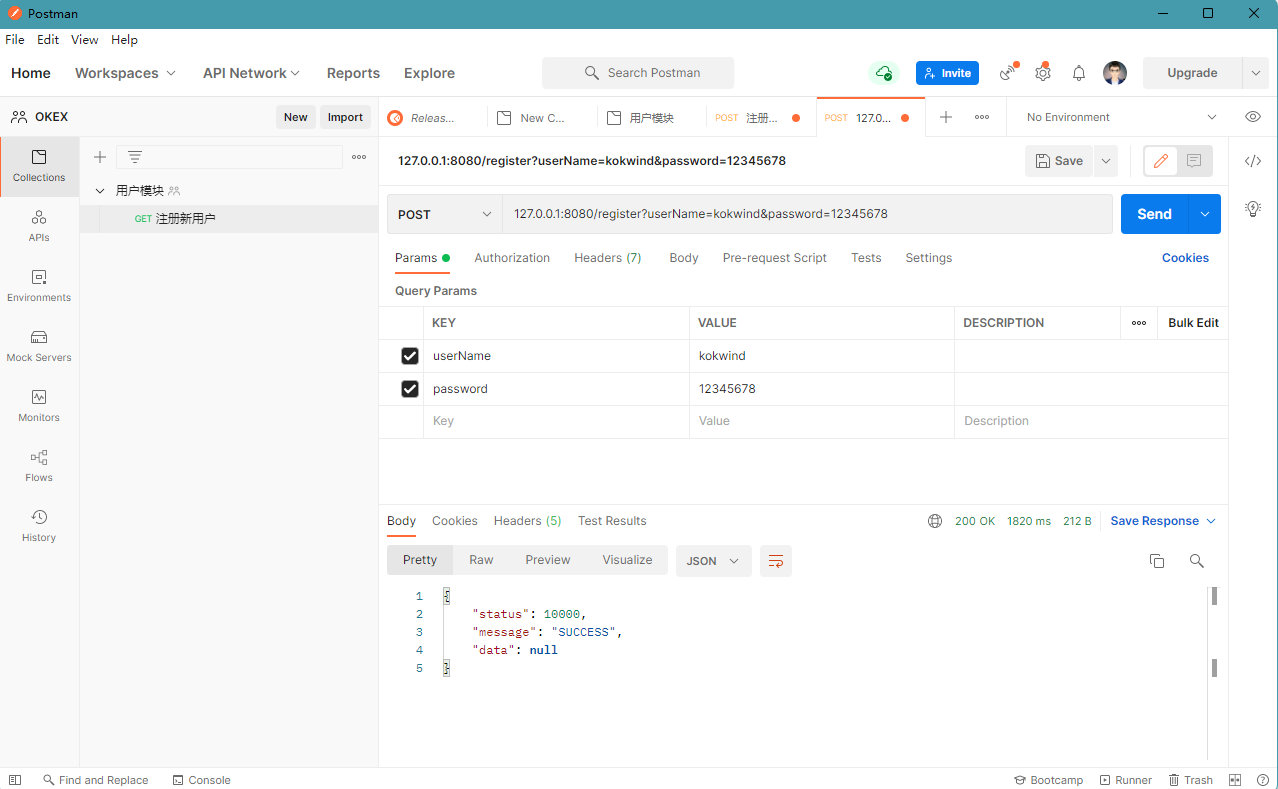 Postman
File Edit View Help
Home Workspaces API Network Reports Explore Search Postman Invite Upgrade
OKEX New Import
Releas... New C... 用户模块 POST 注册... POST 127.0... No Environment
Collections
APIs
Environments
Mock Servers
Monitors
Flows
History
用户模块
GET 注册新用户
127.0.0.1:8080/register?userName=kokwind&password=12345678 Save
POST 127.0.0.1:8080/register?userName=kokwind&password=12345678 Send
Params Authorization Headers (7) Body Pre-request Script Tests Settings Cookies
Query Params
KEY VALUE DESCRIPTION Bulk Edit
userName kokwind
password 12345678
Key Value Description
Body Cookies Headers (5) Test Results 200 OK 1820 ms 212 B Save Response
Pretty Raw Preview Visualize JSON
1 {
2 "status": 10000,
3 "message": "SUCCESS",
4 "data": null
5 }
Find and Replace Console Bootcamp Runner Trash